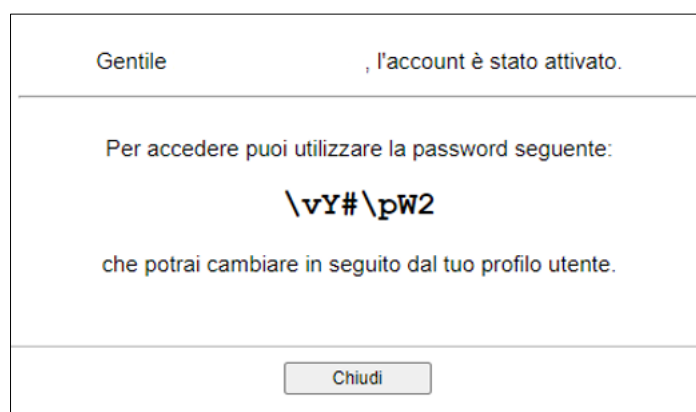 Gentile , l'account è stato attivato.
Per accedere puoi utilizzare la password seguente:
\vY#\pW2
che potrai cambiare in seguito dal tuo profilo utente.
Chiudi